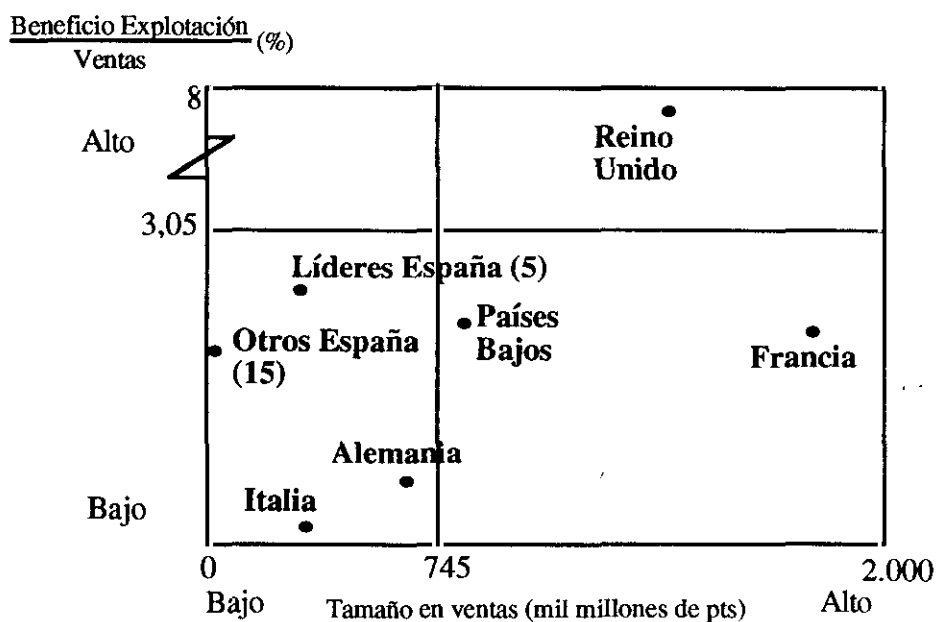 Beneficio Explotación (%)
Ventas
8
Alto
Reino
Unido
3,05
Líderes España (5)
Otros España
(15)
Países
Bajos
Francia
Alemania
Italia
Bajo
0
745
2.000
Bajo
Tamaño en ventas (mil millones de pts)
Alto